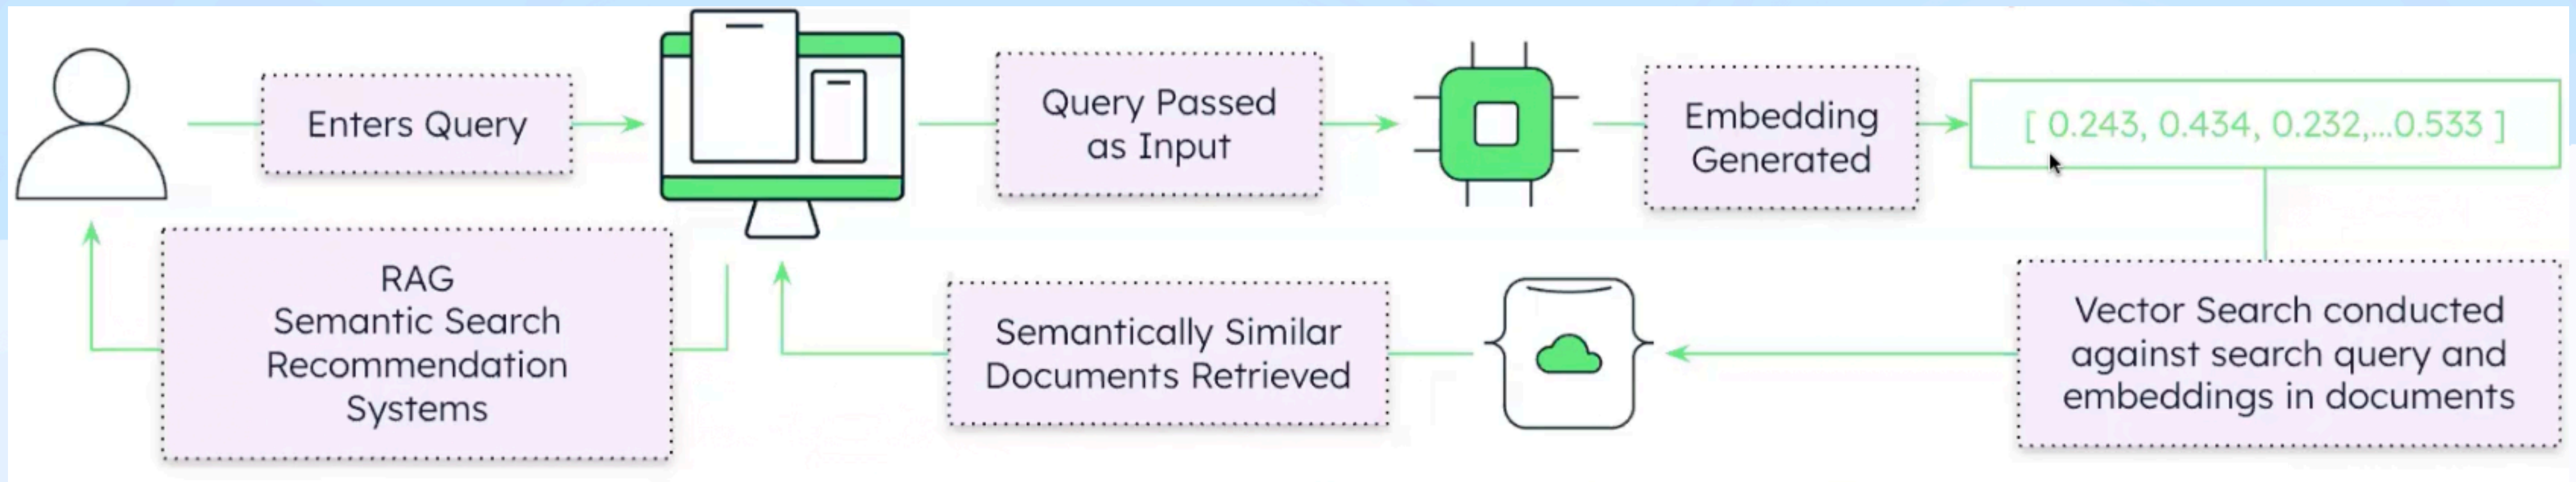 Enters Query
Query Passed
as Input
Embedding
Generated
[ 0.243, 0.434, 0.232,...0.533 ]
RAG
Semantic Search
Recommendation
Systems
Semantically Similar
Documents Retrieved
Vector Search conducted
against search query and
embeddings in documents